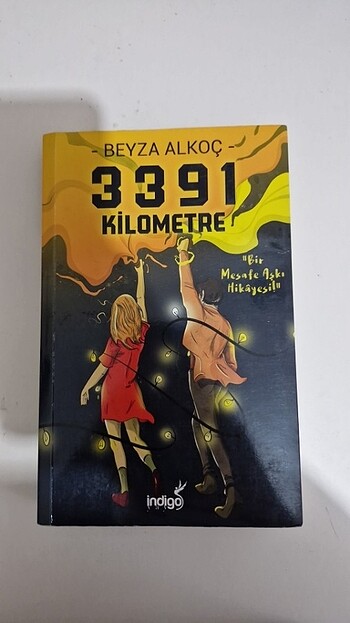 - BEYZA ALKOÇ -
3391
KİLOMETRE
"Bir
Mesafe Aşkı
Hikâyesi!"
indigo